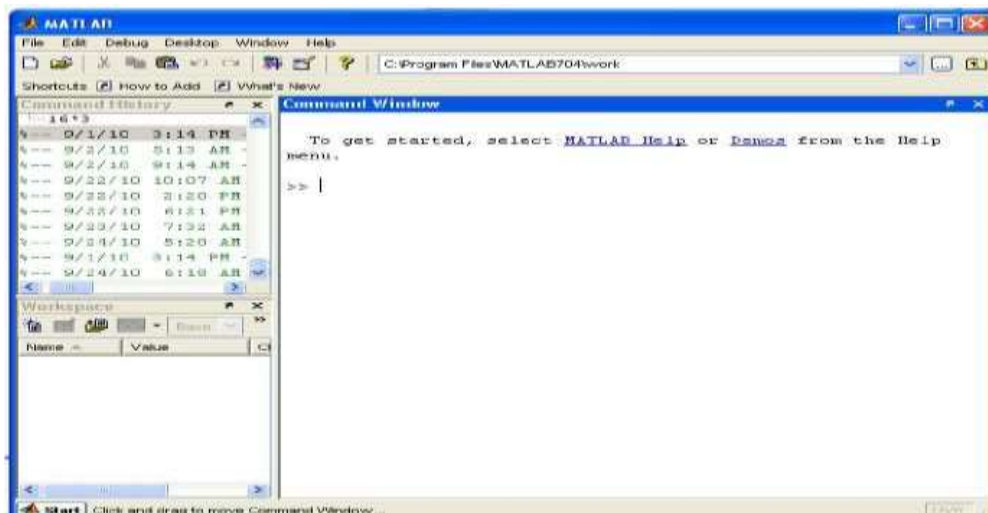 MATLAB
File Edit Debug Desktop Window Help
C:\Program Files\MATLAB704\work
Shortcuts How to Add What's New
Command History
16*3
%-- 9/1/10 3:14 PM -
%-- 9/2/10 5:13 AM -
%-- 9/2/10 9:14 AM -
%-- 9/22/10 10:07 AM
%-- 9/22/10 2:20 PM
%-- 9/22/10 6:21 PM
%-- 9/23/10 7:32 AM
%-- 9/24/10 5:20 AM
%-- 9/1/10 3:14 PM -
%-- 9/24/10 6:18 AM
Workspace
Base
Name Value Cl
Command Window
To get started, select MATLAB Help or Demos from the Help
menu.
>>
Start Click and drag to move Command Window...